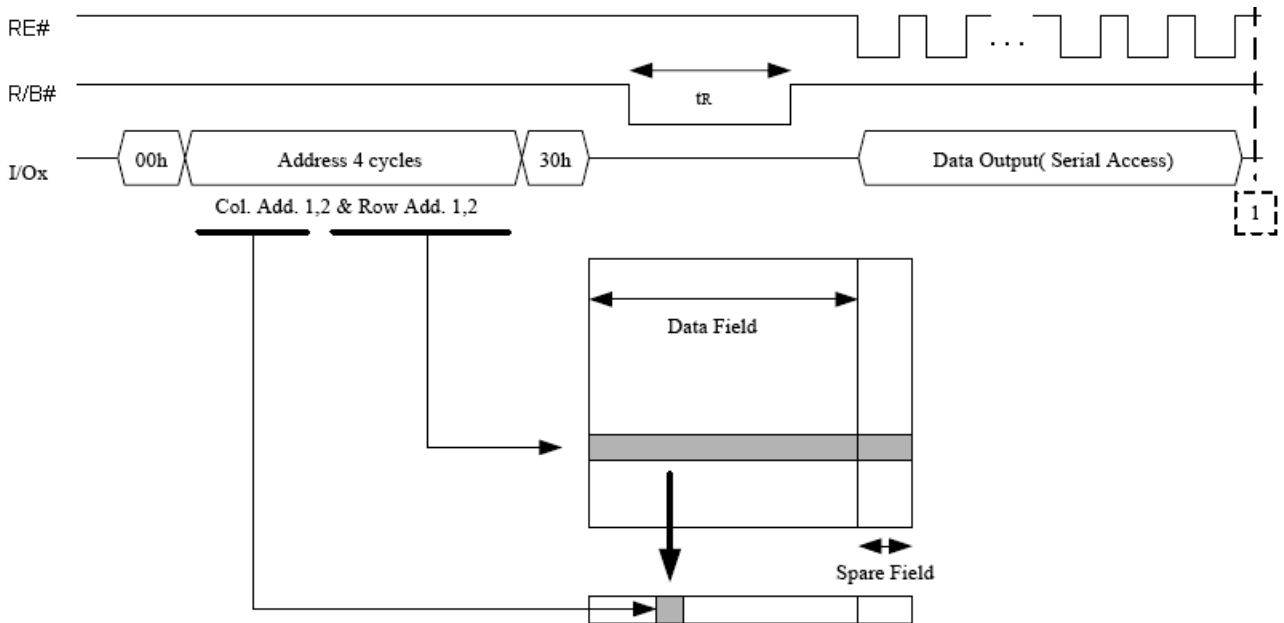 RE#
. . .
R/B#
tR
I/Ox
00h
Address 4 cycles
30h
Data Output( Serial Access)
Col. Add. 1,2 & Row Add. 1,2
1
Data Field
Spare Field